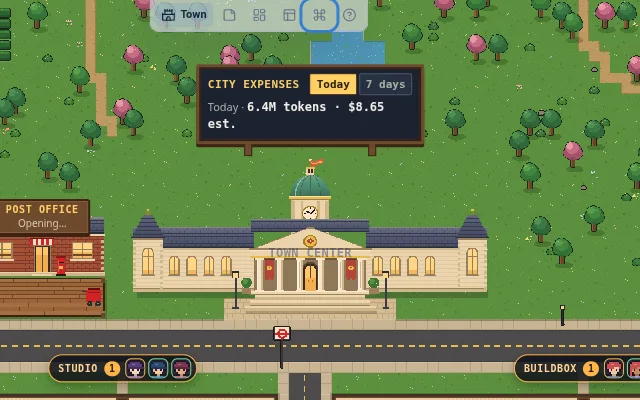 Town
CITY EXPENSES Today 7 days
Today · 6.4M tokens · $8.65
est.
POST OFFICE
Opening...
TOWN CENTER
STUDIO 1
BUILDBOX 1